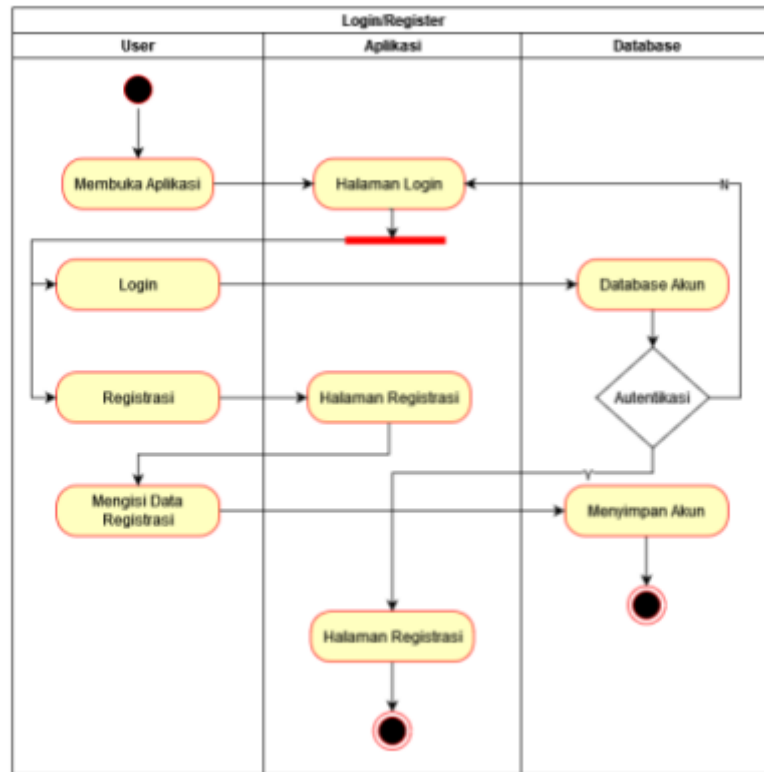 Login/Register
User
Aplikasi
Database
Membuka Aplikasi
Halaman Login
N
Login
Database Akun
Registrasi
Halaman Registrasi
Autentikasi
Y
Mengisi Data
Registrasi
Menyimpan Akun
Halaman Registrasi